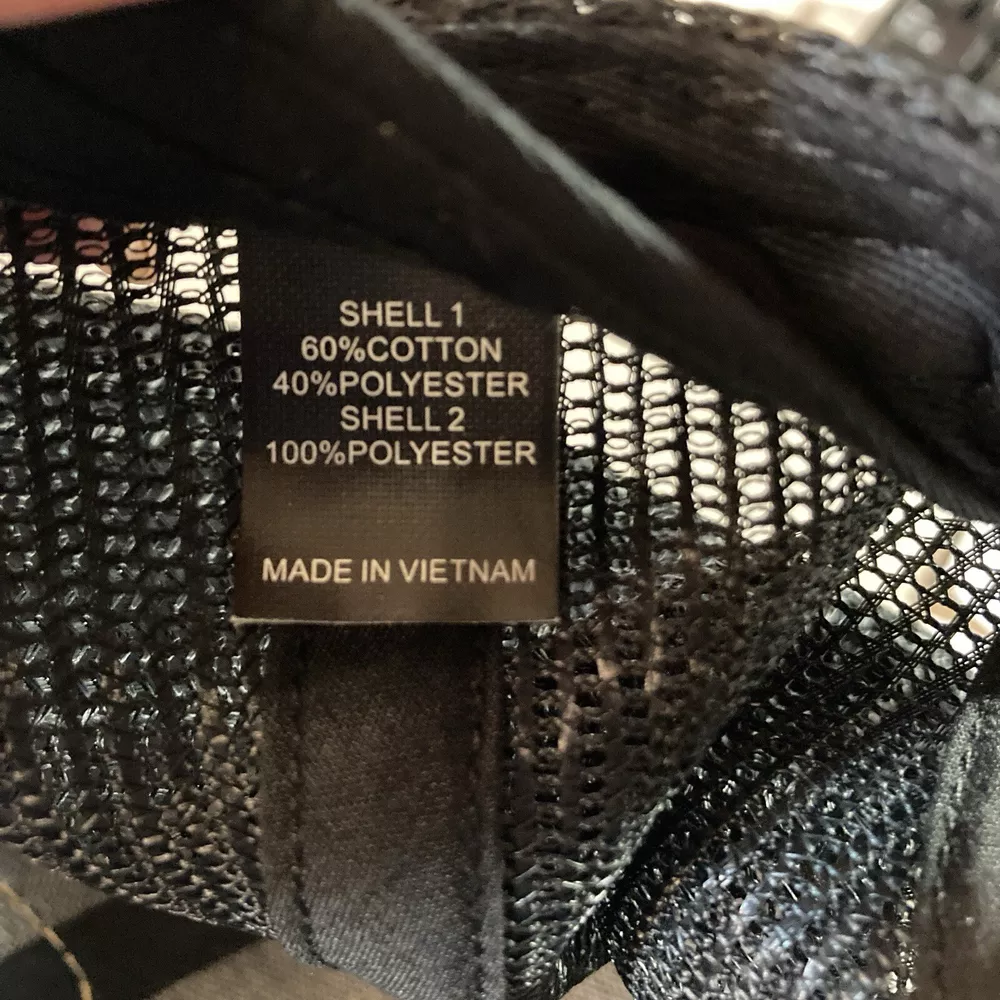 SHELL 1
60%COTTON
40%POLYESTER
SHELL 2
100%POLYESTER
MADE IN VIETNAM